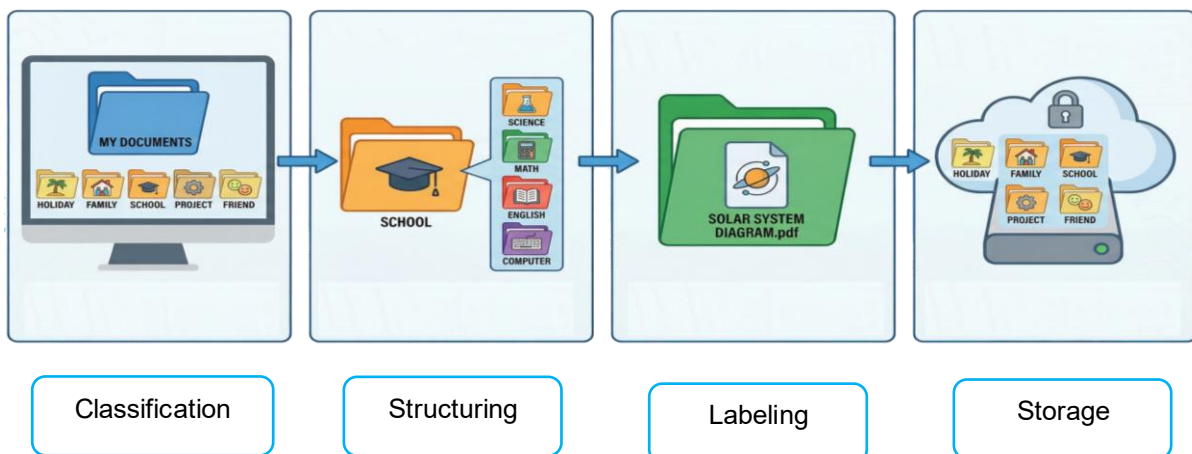 MY DOCUMENTS
HOLIDAY FAMILY SCHOOL PROJECT FRIEND
SCHOOL
SCIENCE
MATH
ENGLISH
COMPUTER
SOLAR SYSTEM
DIAGRAM.pdf
HOLIDAY FAMILY SCHOOL
PROJECT FRIEND
Classification
Structuring
Labeling
Storage